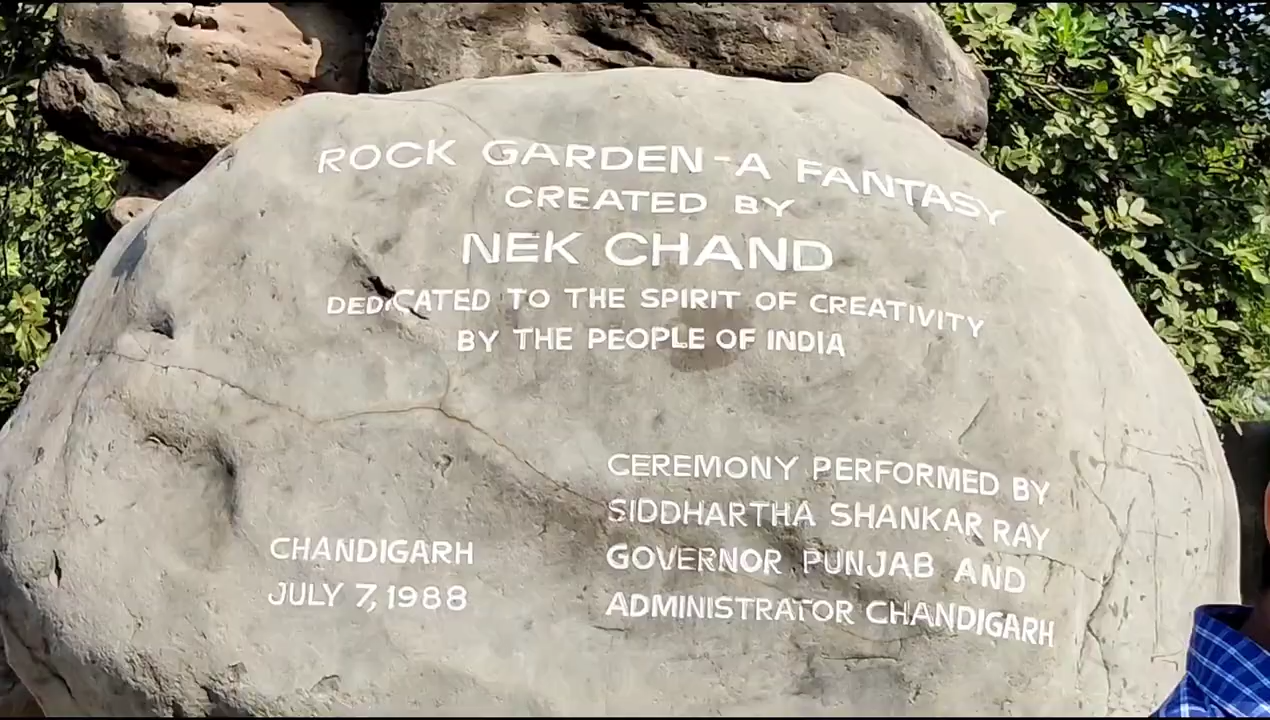 ROCK GARDEN - A FANTASY
CREATED BY
NEK CHAND
DEDICATED TO THE SPIRIT OF CREATIVITY
BY THE PEOPLE OF INDIA
CEREMONY PERFORMED BY
SIDDHARTHA SHANKAR RAY
GOVERNOR PUNJAB AND
ADMINISTRATOR CHANDIGARH
CHANDIGARH
JULY 7, 1988